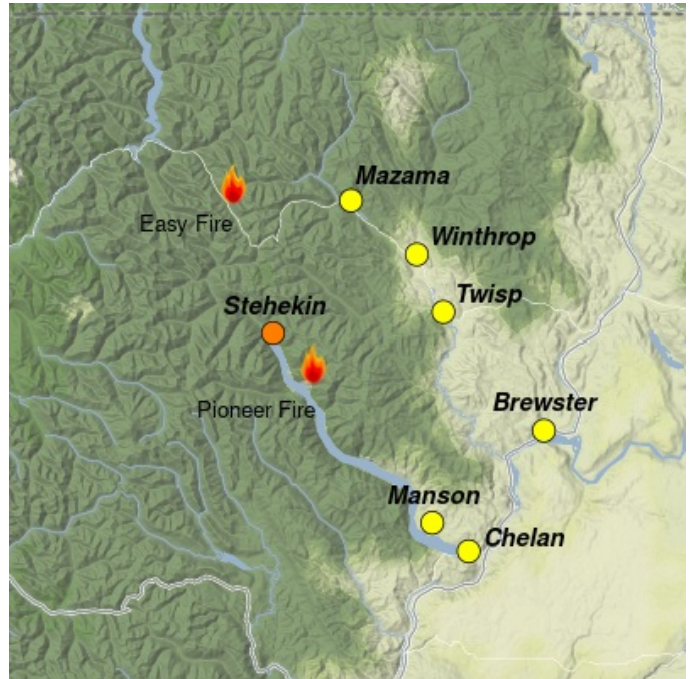 Mazama
Easy Fire
Winthrop
Stehekin
Twisp
Pioneer Fire
Brewster
Manson
Chelan